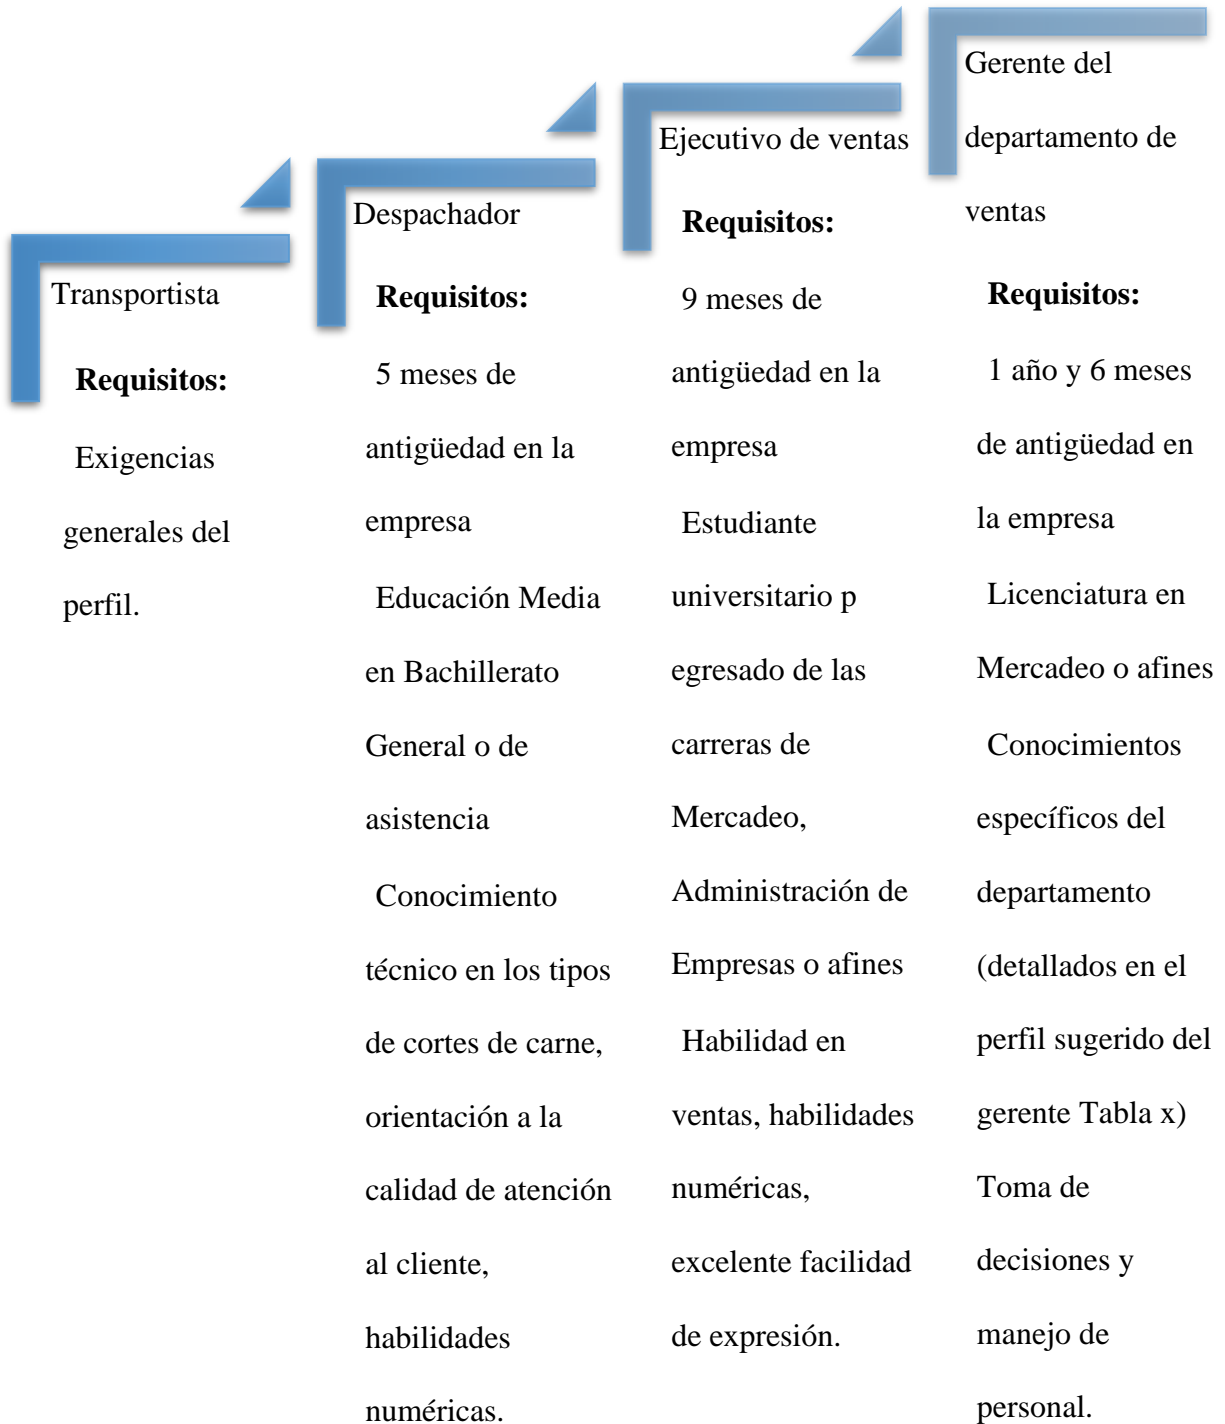 Transportista
Requisitos:
Exigencias
generales del
perfil.
Despachador
Requisitos:
5 meses de
antigüedad en la
empresa
Educación Media
en Bachillerato
General o de
asistencia
Conocimiento
técnico en los tipos
de cortes de carne,
orientación a la
calidad de atención
al cliente,
habilidades
numéricas.
Ejecutivo de ventas
Requisitos:
9 meses de
antigüedad en la
empresa
Estudiante
universitario p
egresado de las
carreras de
Mercadeo,
Administración de
Empresas o afines
Habilidad en
ventas, habilidades
numéricas,
excelente facilidad
de expresión.
Gerente del
departamento de
ventas
Requisitos:
1 año y 6 meses
de antigüedad en
la empresa
Licenciatura en
Mercadeo o afines
Conocimientos
específicos del
departamento
(detallados en el
perfil sugerido del
gerente Tabla x)
Toma de
decisiones y
manejo de
personal.